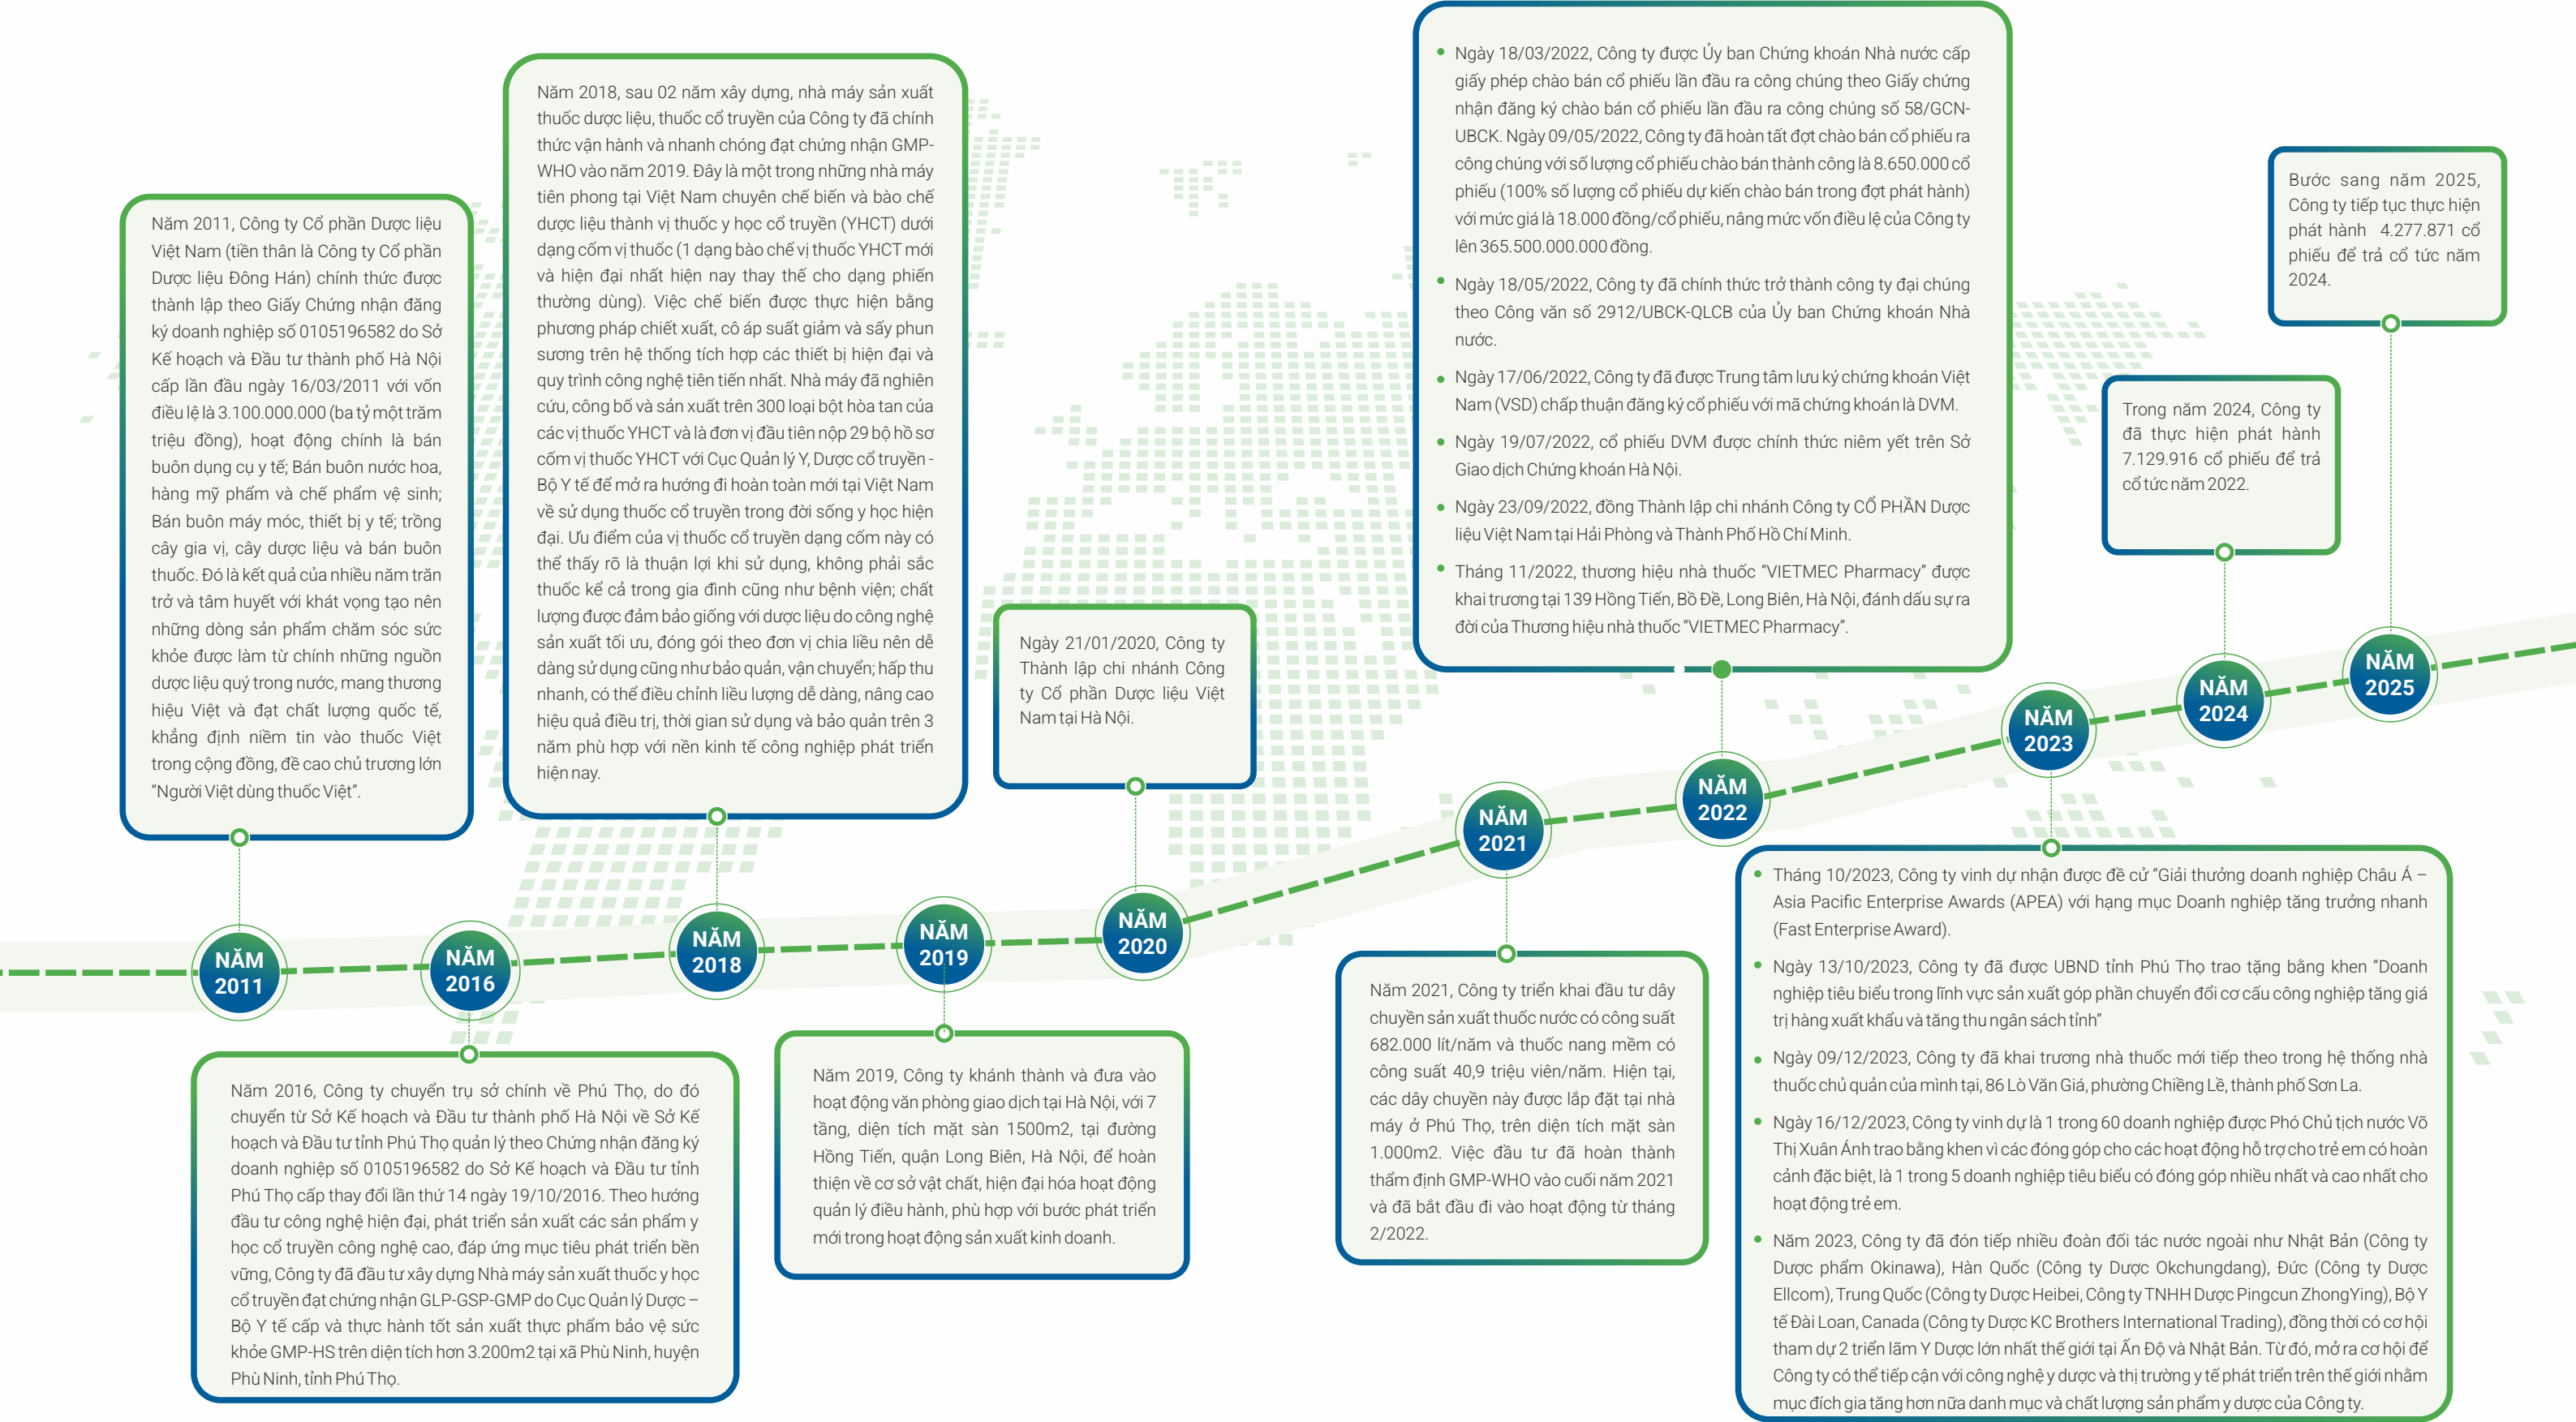 Năm 2011, Công ty Cổ phần Dược liệu
Việt Nam (tiền thân là Công ty Cổ phần
Dược liệu Đông Hán) chính thức được
thành lập theo Giấy Chứng nhận đăng
ký doanh nghiệp số 0105196582 do Sở
Kế hoạch và Đầu tư thành phố Hà Nội
cấp lần đầu ngày 16/03/2011 với vốn
điều lệ là 3.100.000.000 (ba tỷ một trăm
triệu đồng), hoạt động chính là bán
buôn dụng cụ y tế; Bán buôn nước hoa,
hàng mỹ phẩm và chế phẩm vệ sinh;
Bán buôn máy móc, thiết bị y tế; trồng
cây gia vị, cây dược liệu và bán buôn
thuốc. Đó là kết quả của nhiều năm trăn
trở và tâm huyết với khát vọng tạo nên
những dòng sản phẩm chăm sóc sức
khỏe được làm từ chính những nguồn
dược liệu quý trong nước, mang thương
hiệu Việt và đạt chất lượng quốc tế,
khẳng định niềm tin vào thuốc Việt
trong cộng đồng, đề cao chủ trương lớn
“Người Việt dùng thuốc Việt”.
NĂM
2011
NĂM
2016
Năm 2016, Công ty chuyển trụ sở chính về Phú Thọ, do đó
chuyển từ Sở Kế hoạch và Đầu tư thành phố Hà Nội về Sở Kế
hoạch và Đầu tư tỉnh Phú Thọ quản lý theo Chứng nhận đăng ký
doanh nghiệp số 0105196582 do Sở Kế hoạch và Đầu tư tỉnh
Phú Thọ cấp thay đổi lần thứ 14 ngày 19/10/2016. Theo hướng
đầu tư công nghệ hiện đại, phát triển sản xuất các sản phẩm y
học cổ truyền công nghệ cao, đáp ứng mục tiêu phát triển bền
vững, Công ty đã đầu tư xây dựng Nhà máy sản xuất thuốc y học
cổ truyền đạt chứng nhận GLP-GSP-GMP do Cục Quản lý Dược –
Bộ Y tế cấp và thực hành tốt sản xuất thực phẩm bảo vệ sức
khỏe GMP-HS trên diện tích hơn 3.200m2 tại xã Phù Ninh, huyện
Phù Ninh, tỉnh Phú Thọ.
Năm 2018, sau 02 năm xây dựng, nhà máy sản xuất
thuốc dược liệu, thuốc cổ truyền của Công ty đã chính
thức vận hành và nhanh chóng đạt chứng nhận GMP-
WHO vào năm 2019. Đây là một trong những nhà máy
tiên phong tại Việt Nam chuyên chế biến và bào chế
dược liệu thành vị thuốc y học cổ truyền (YHCT) dưới
dạng cốm vị thuốc (1 dạng bào chế vị thuốc YHCT mới
và hiện đại nhất hiện nay thay thế cho dạng phiến
thường dùng). Việc chế biến được thực hiện bằng
phương pháp chiết xuất, cô áp suất giảm và sấy phun
sương trên hệ thống tích hợp các thiết bị hiện đại và
quy trình công nghệ tiên tiến nhất. Nhà máy đã nghiên
cứu, công bố và sản xuất trên 300 loại bột hòa tan của
các vị thuốc YHCT và là đơn vị đầu tiên nộp 29 bộ hồ sơ
cốm vị thuốc YHCT với Cục Quản lý Y, Dược cổ truyền -
Bộ Y tế để mở ra hướng đi hoàn toàn mới tại Việt Nam
về sử dụng thuốc cổ truyền trong đời sống y học hiện
đại. Ưu điểm của vị thuốc cổ truyền dạng cốm này có
thể thấy rõ là thuận lợi khi sử dụng, không phải sắc
thuốc kể cả trong gia đình cũng như bệnh viện; chất
lượng được đảm bảo giống với dược liệu do công nghệ
sản xuất tối ưu, đóng gói theo đơn vị chia liều nên dễ
dàng sử dụng cũng như bảo quản, vận chuyển; hấp thu
nhanh, có thể điều chỉnh liều lượng dễ dàng, nâng cao
hiệu quả điều trị, thời gian sử dụng và bảo quản trên 3
năm phù hợp với nền kinh tế công nghiệp phát triển
hiện nay.
NĂM
2018
NĂM
2019
Năm 2019, Công ty khánh thành và đưa vào
hoạt động văn phòng giao dịch tại Hà Nội, với 7
tầng, diện tích mặt sàn 1500m2, tại đường
Hồng Tiến, quận Long Biên, Hà Nội, để hoàn
thiện về cơ sở vật chất, hiện đại hóa hoạt động
quản lý điều hành, phù hợp với bước phát triển
mới trong hoạt động sản xuất kinh doanh.
Ngày 21/01/2020, Công ty
Thành lập chi nhánh Công
ty Cổ phần Dược liệu Việt
Nam tại Hà Nội.
NĂM
2020
NĂM
2021
Năm 2021, Công ty triển khai đầu tư dây
chuyền sản xuất thuốc nước có công suất
682.000 lít/năm và thuốc nang mềm có
công suất 40,9 triệu viên/năm. Hiện tại,
các dây chuyền này được lắp đặt tại nhà
máy ở Phú Thọ, trên diện tích mặt sàn
1.000m2. Việc đầu tư đã hoàn thành
thẩm định GMP-WHO vào cuối năm 2021
và đã bắt đầu đi vào hoạt động từ tháng
2/2022.
Ngày 18/03/2022, Công ty được Ủy ban Chứng khoán Nhà nước cấp
giấy phép chào bán cổ phiếu lần đầu ra công chúng theo Giấy chứng
nhận đăng ký chào bán cổ phiếu lần đầu ra công chúng số 58/GCN-
UBCK. Ngày 09/05/2022, Công ty đã hoàn tất đợt chào bán cổ phiếu ra
công chúng với số lượng cổ phiếu chào bán thành công là 8.650.000 cổ
phiếu (100% số lượng cổ phiếu dự kiến chào bán trong đợt phát hành)
với mức giá là 18.000 đồng/cổ phiếu, nâng mức vốn điều lệ của Công ty
lên 365.500.000.000 đồng.
Ngày 18/05/2022, Công ty đã chính thức trở thành công ty đại chúng
theo Công văn số 2912/UBCK-QLCB của Ủy ban Chứng khoán Nhà
nước.
Ngày 17/06/2022, Công ty đã được Trung tâm lưu ký chứng khoán Việt
Nam (VSD) chấp thuận đăng ký cổ phiếu với mã chứng khoán là DVM.
Ngày 19/07/2022, cổ phiếu DVM được chính thức niêm yết trên Sở
Giao dịch Chứng khoán Hà Nội.
Ngày 23/09/2022, đồng Thành lập chi nhánh Công ty CỔ PHẦN Dược
liệu Việt Nam tại Hải Phòng và Thành Phố Hồ Chí Minh.
Tháng 11/2022, thương hiệu nhà thuốc “VIETMEC Pharmacy” được
khai trương tại 139 Hồng Tiến, Bồ Đề, Long Biên, Hà Nội, đánh dấu sự ra
đời của Thương hiệu nhà thuốc “VIETMEC Pharmacy”.
NĂM
2022
NĂM
2023
Tháng 10/2023, Công ty vinh dự nhận được đề cử “Giải thưởng doanh nghiệp Châu Á –
Asia Pacific Enterprise Awards (APEA) với hạng mục Doanh nghiệp tăng trưởng nhanh
(Fast Enterprise Award).
Ngày 13/10/2023, Công ty đã được UBND tỉnh Phú Thọ trao tặng bằng khen “Doanh
nghiệp tiêu biểu trong lĩnh vực sản xuất góp phần chuyển đổi cơ cấu công nghiệp tăng giá
trị hàng xuất khẩu và tăng thu ngân sách tỉnh”
Ngày 09/12/2023, Công ty đã khai trương nhà thuốc mới tiếp theo trong hệ thống nhà
thuốc chủ quản của mình tại, 86 Lò Văn Giá, phường Chiềng Lề, thành phố Sơn La.
Ngày 16/12/2023, Công ty vinh dự là 1 trong 60 doanh nghiệp được Phó Chủ tịch nước Võ
Thị Xuân Ánh trao bằng khen vì các đóng góp cho các hoạt động hỗ trợ cho trẻ em có hoàn
cảnh đặc biệt, là 1 trong 5 doanh nghiệp tiêu biểu có đóng góp nhiều nhất và cao nhất cho
hoạt động trẻ em.
Năm 2023, Công ty đã đón tiếp nhiều đoàn đối tác nước ngoài như Nhật Bản (Công ty
Dược phẩm Okinawa), Hàn Quốc (Công ty Dược Okchungdang), Đức (Công ty Dược
Ellcom), Trung Quốc (Công ty Dược Heibei, Công ty TNHH Dược Pingcun ZhongYing), Bộ Y
tế Đài Loan, Canada (Công ty Dược KC Brothers International Trading), đồng thời có cơ hội
tham dự 2 triển lãm Y Dược lớn nhất thế giới tại Ấn Độ và Nhật Bản. Từ đó, mở ra cơ hội để
Công ty có thể tiếp cận với công nghệ y dược và thị trường y tế phát triển trên thế giới nhằm
mục đích gia tăng hơn nữa danh mục và chất lượng sản phẩm y dược của Công ty.
Trong năm 2024, Công ty
đã thực hiện phát hành
7.129.916 cổ phiếu để trả
cổ tức năm 2022.
NĂM
2024
Bước sang năm 2025,
Công ty tiếp tục thực hiện
phát hành 4.277.871 cổ
phiếu để trả cổ tức năm
2024.
NĂM
2025